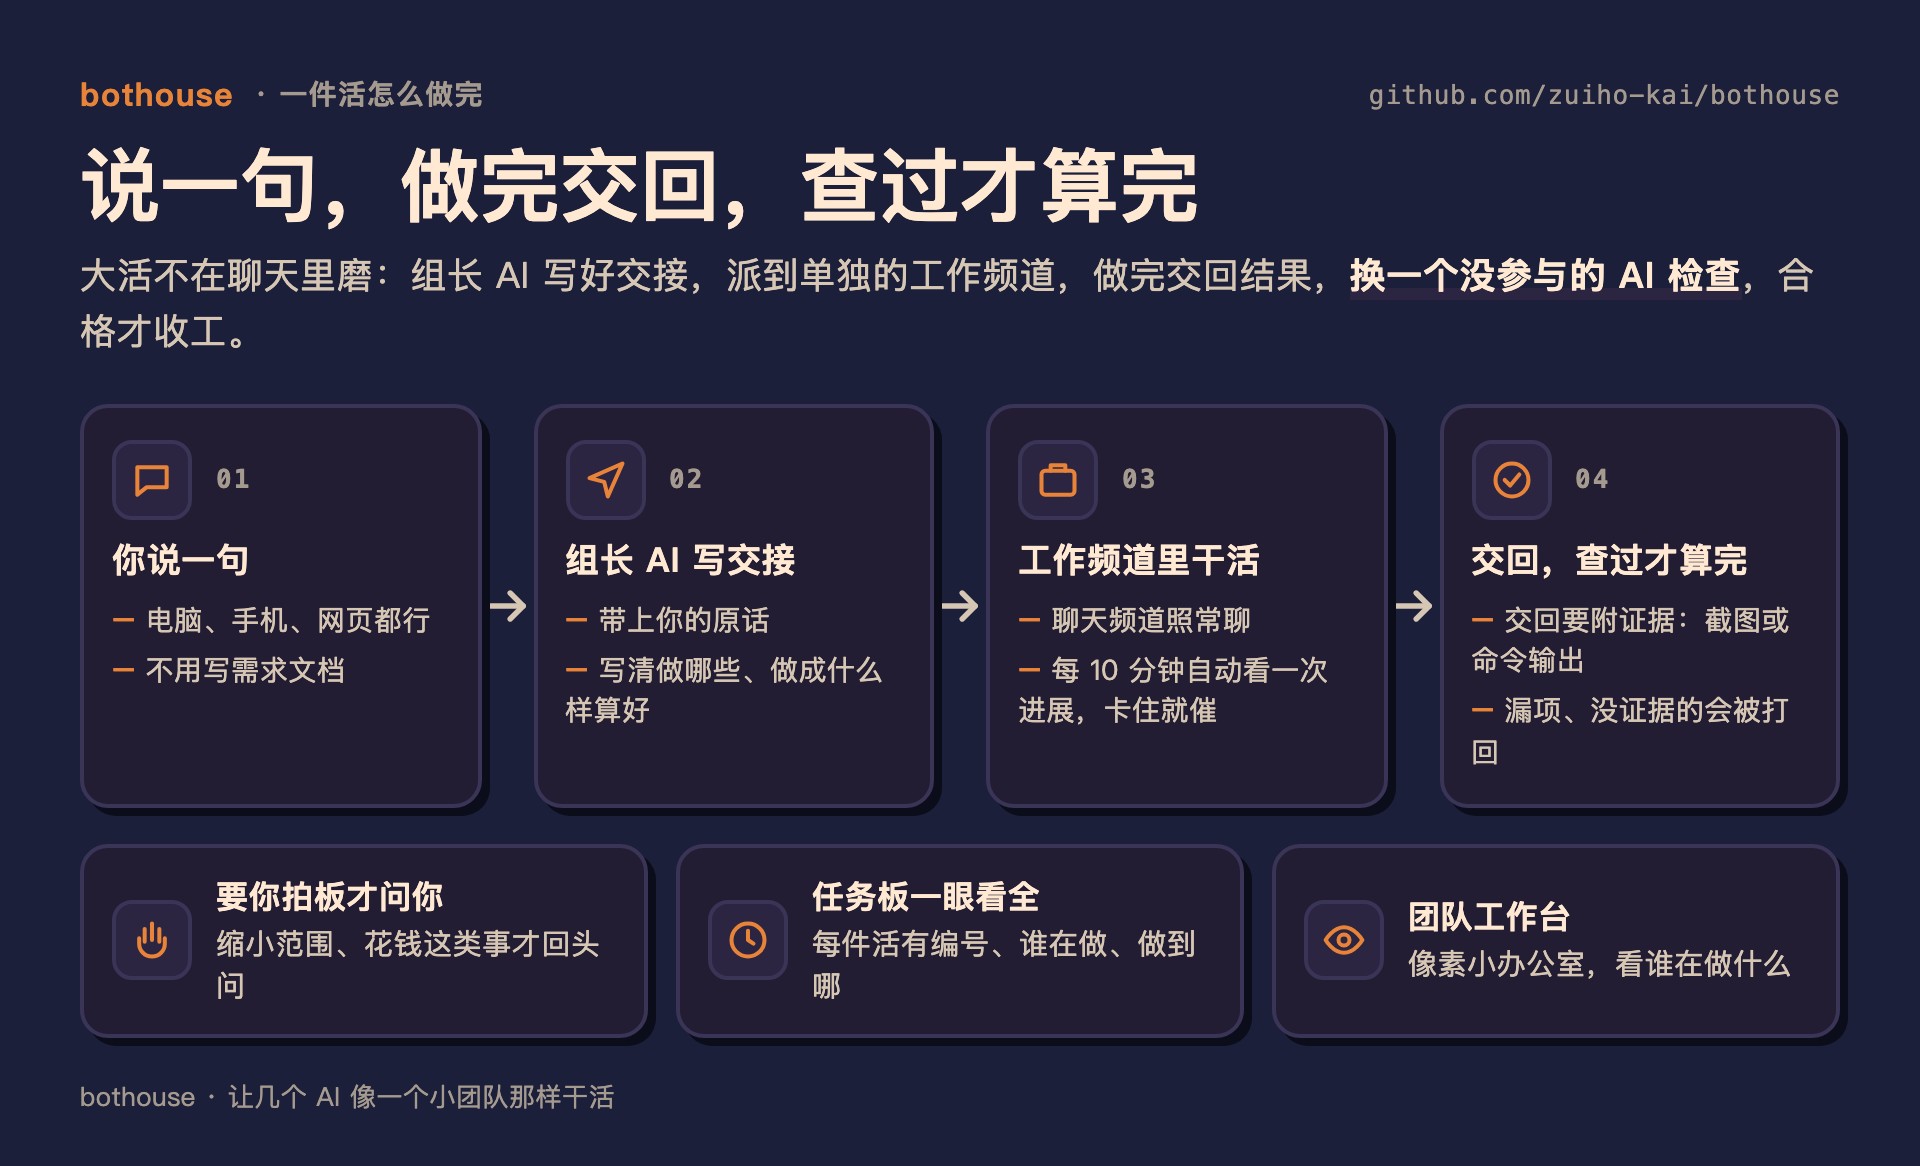 bothouse · 一件活怎么做完
github.com/zuiho-kai/bothouse
说一句，做完交回，查过才算完
大活不在聊天里磨：组长 AI 写好交接，派到单独的工作频道，做完交回结果，换一个没参与的 AI 检查，合
格才收工。
01
你说一句
– 电脑、手机、网页都行
– 不用写需求文档
02
组长 AI 写交接
– 带上你的原话
– 写清做哪些、做成什么
样算好
03
工作频道里干活
– 聊天频道照常聊
– 每 10 分钟自动看一次
进展，卡住就催
04
交回，查过才算完
– 交回要附证据：截图或
命令输出
– 漏项、没证据的会被打
回
要你拍板才问你
缩小范围、花钱这类事才回头
问
任务板一眼看全
每件活有编号、谁在做、做到
哪
团队工作台
像素小办公室，看谁在做什么
bothouse · 让几个 AI 像一个小团队那样干活